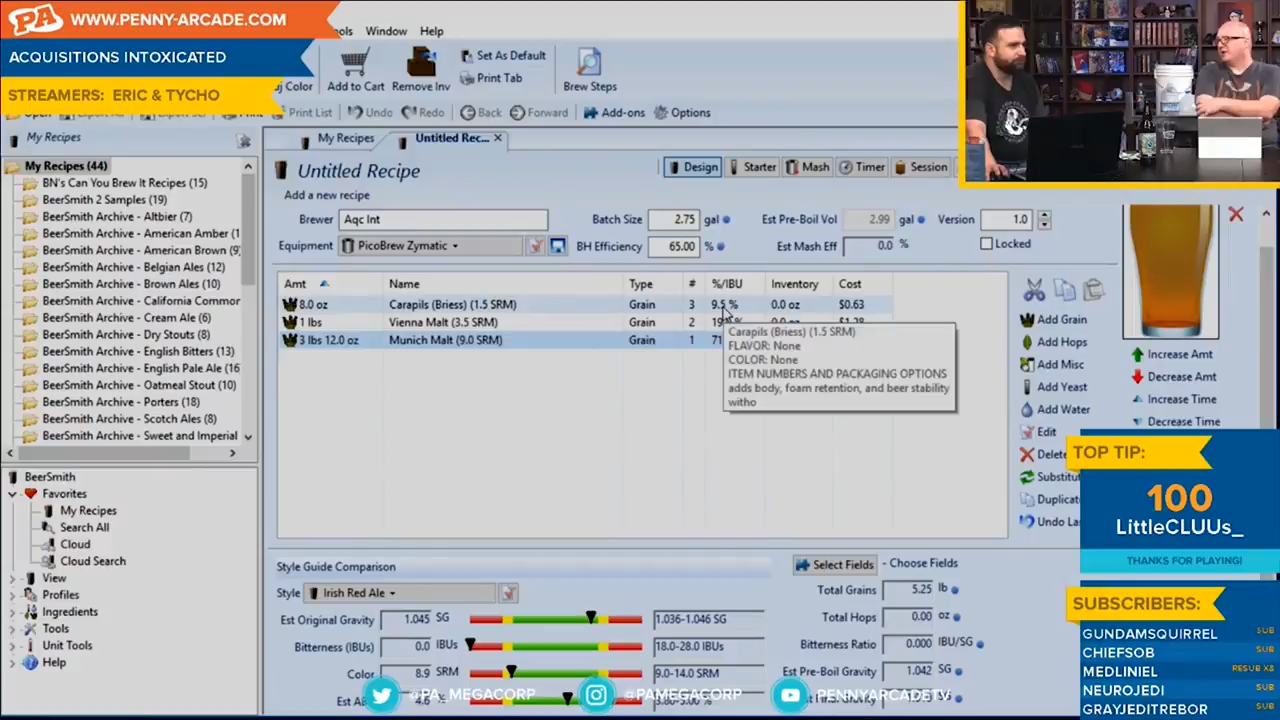 PA WWW.PENNY-ARCADE.COM
ACQUISITIONS INTOXICATED
STREAMERS: ERIC & TYCHO
Window Help
Add to Cart
Remove Inv
Set As Default
Print Tab
Brew Steps
Print List
Undo
Redo
Back
Forward
Add-ons
Options
My Recipes
My Recipes (44)
BN's Can You Brew It Recipes (15)
BeerSmith 2 Samples (19)
BeerSmith Archive - Altbier (7)
BeerSmith Archive - American Amber (1
BeerSmith Archive - American Brown (9)
BeerSmith Archive - Belgian Ales (12)
BeerSmith Archive - Brown Ales (10)
BeerSmith Archive - California Common
BeerSmith Archive - Cream Ale (6)
BeerSmith Archive - Dry Stouts (8)
BeerSmith Archive - English Bitters (13)
BeerSmith Archive - English Pale Ale (16)
BeerSmith Archive - Oatmeal Stout (10)
BeerSmith Archive - Porters (18)
BeerSmith Archive - Scotch Ales (8)
BeerSmith Archive - Sweet and Imperial
BeerSmith
Favorites
My Recipes
Search All
Cloud
Cloud Search
View
Profiles
Ingredients
Tools
Unit Tools
Help
My Recipes
Untitled Rec...
Untitled Recipe
Design
Starter
Mash
Timer
Session
Add a new recipe
Brewer Aqc Int
Batch Size 2.75 gal
Est Pre-Boil Vol 2.99 gal
Version 1.0
Equipment PicoBrew Zymatic
BH Efficiency 65.00 %
Est Mash Eff 0.0 %
Locked
Amt Name Type # %/IBU Inventory Cost
8.0 oz Carapils (Briess) (1.5 SRM) Grain 3 9.5 % 0.0 oz $0.63
1 lbs Vienna Malt (3.5 SRM) Grain 2
3 lbs 12.0 oz Munich Malt (9.0 SRM) Grain 1 71
Carapils (Briess) (1.5 SRM)
FLAVOR: None
COLOR: None
ITEM NUMBERS AND PACKAGING OPTIONS
adds body, foam retention, and beer stability
witho
Add Grain
Add Hops
Add Misc
Add Yeast
Add Water
Edit
Delete
Substitu
Duplicat
Undo La
Increase Amt
Decrease Amt
Increase Time
Decrease Time
Style Guide Comparison
Style Irish Red Ale
Est Original Gravity 1.045 SG 1.036-1.046 SG
Bitterness (IBUs) 0.0 IBUs 18.0-28.0 IBUs
Color 8.9 SRM 9.0-14.0 SRM
Select Fields - Choose Fields
Total Grains 5.25 lb
Total Hops 0.00 oz
Bitterness Ratio 0.000 IBU/SG
Est Pre-Boil Gravity 1.042 SG
@PA_MEGACORP
@PAMEGACORP
PENNYARCADETV
TOP TIP:
100
LittleCLUUs_
THANKS FOR PLAYING!
SUBSCRIBERS:
GUNDAMSQUIRREL SUB
CHIEFSOB SUB
MEDLINIEL RESUB X8
NEUROJEDI SUB
GRAYJEDITREBOR SUB